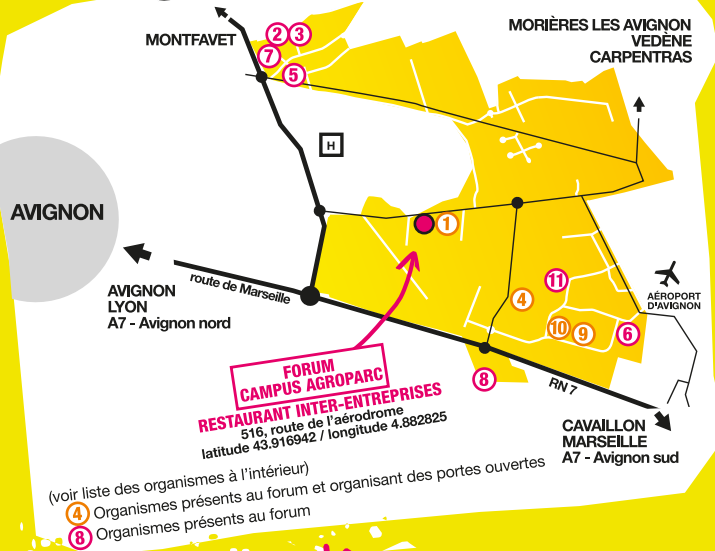 MONTFAVET
2
3
7
5
MORIÈRES LES AVIGNON
VEDÈNE
CARPENTRAS
H
AVIGNON
1
AVIGNON
LYON
A7 - Avignon nord
route de Marseille
11
4
10
9
6
AÉROPORT
D'AVIGNON
8
RN 7
FORUM
CAMPUS AGROPARC
RESTAURANT INTER-ENTREPRISES
516, route de l'aérodrome
latitude 43.916942 / longitude 4.882825
CAVAILLON
MARSEILLE
A7 - Avignon sud
(voir liste des organismes à l'intérieur)
4 Organismes présents au forum et organisant des portes ouvertes
8 Organismes présents au forum